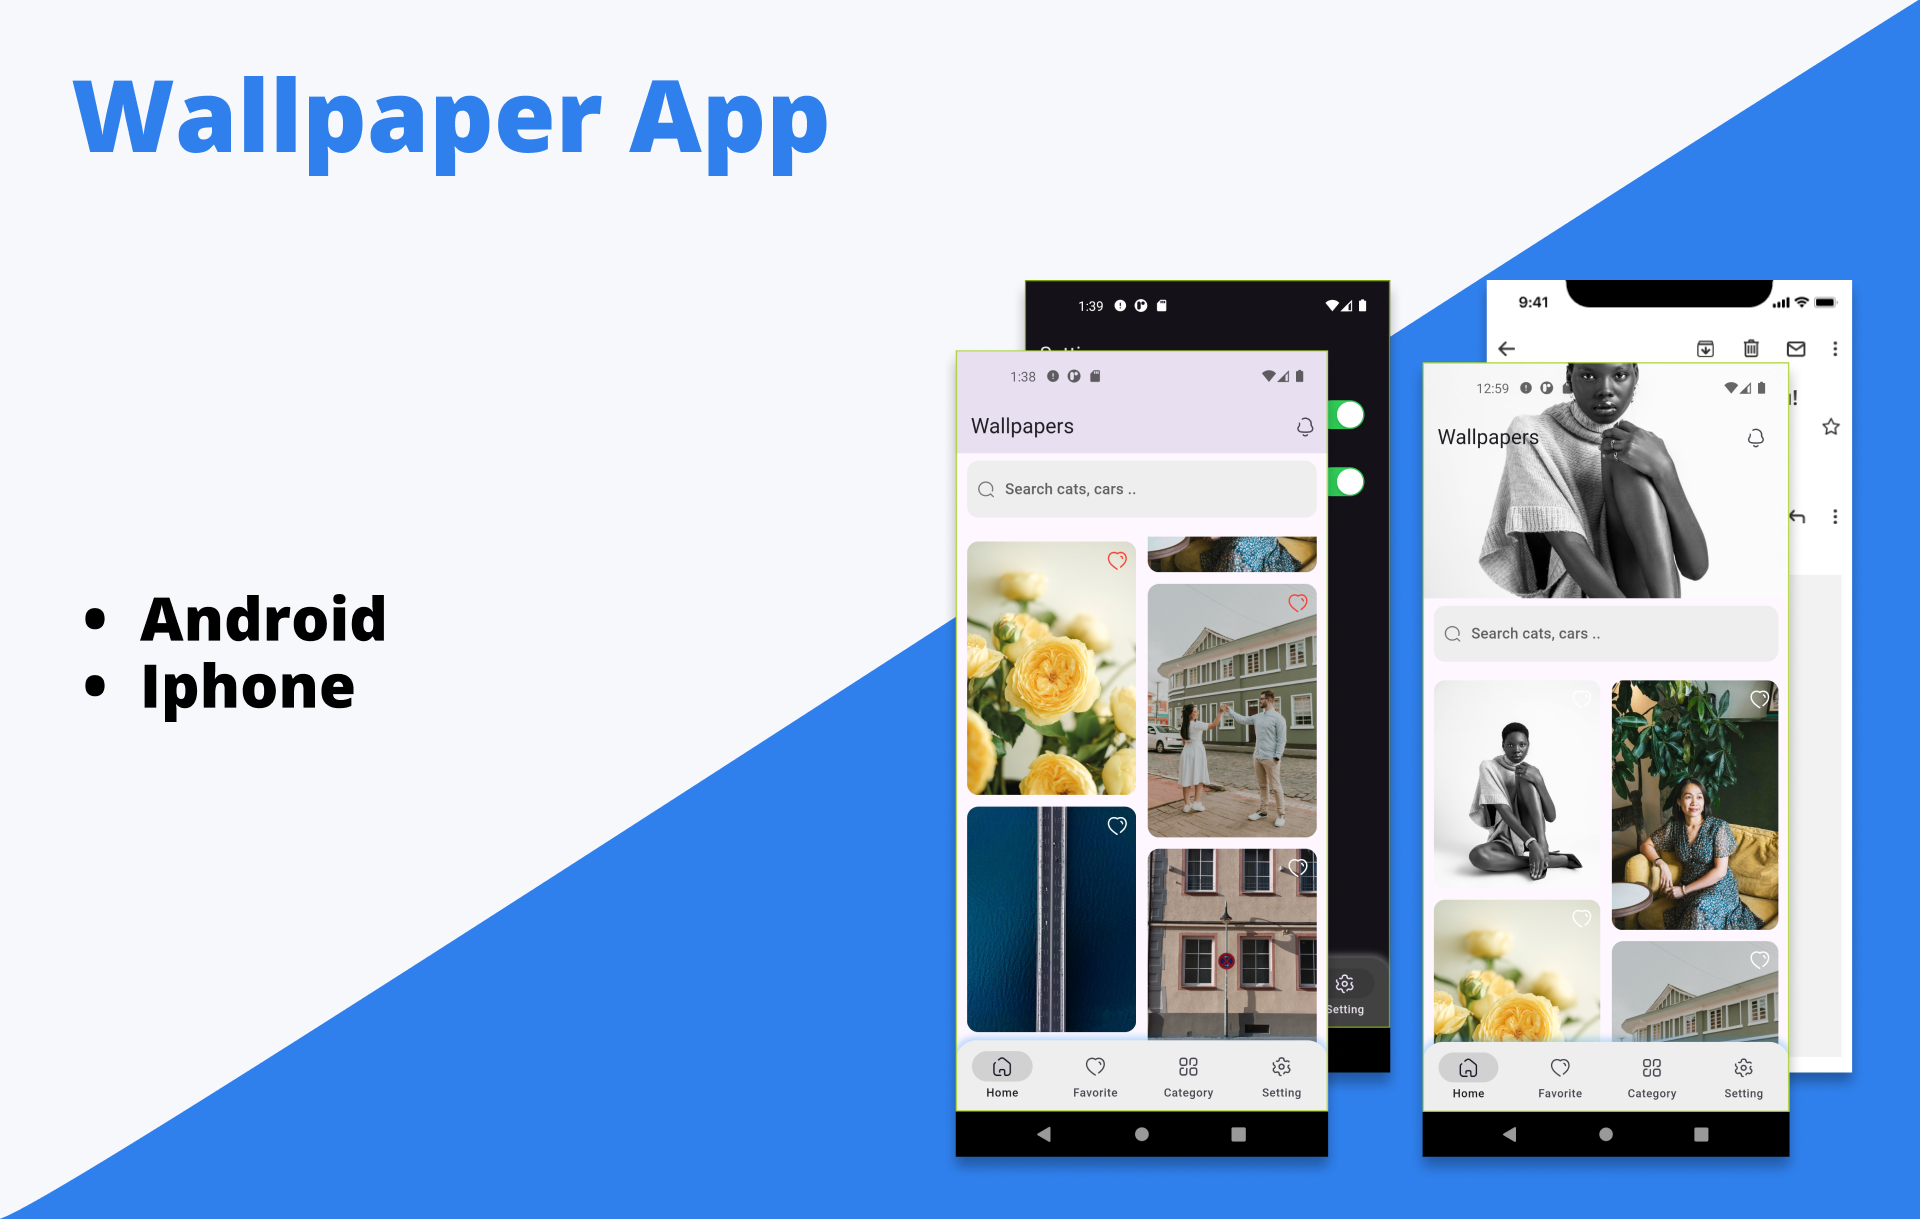 Wallpaper App
• Android
• Iphone
1:39
1:38
Wallpapers
Search cats, cars ..
Home
Favorite
Category
Setting
Setting
9:41
12:59
Wallpapers
Search cats, cars ..
Home
Favorite
Category
Setting